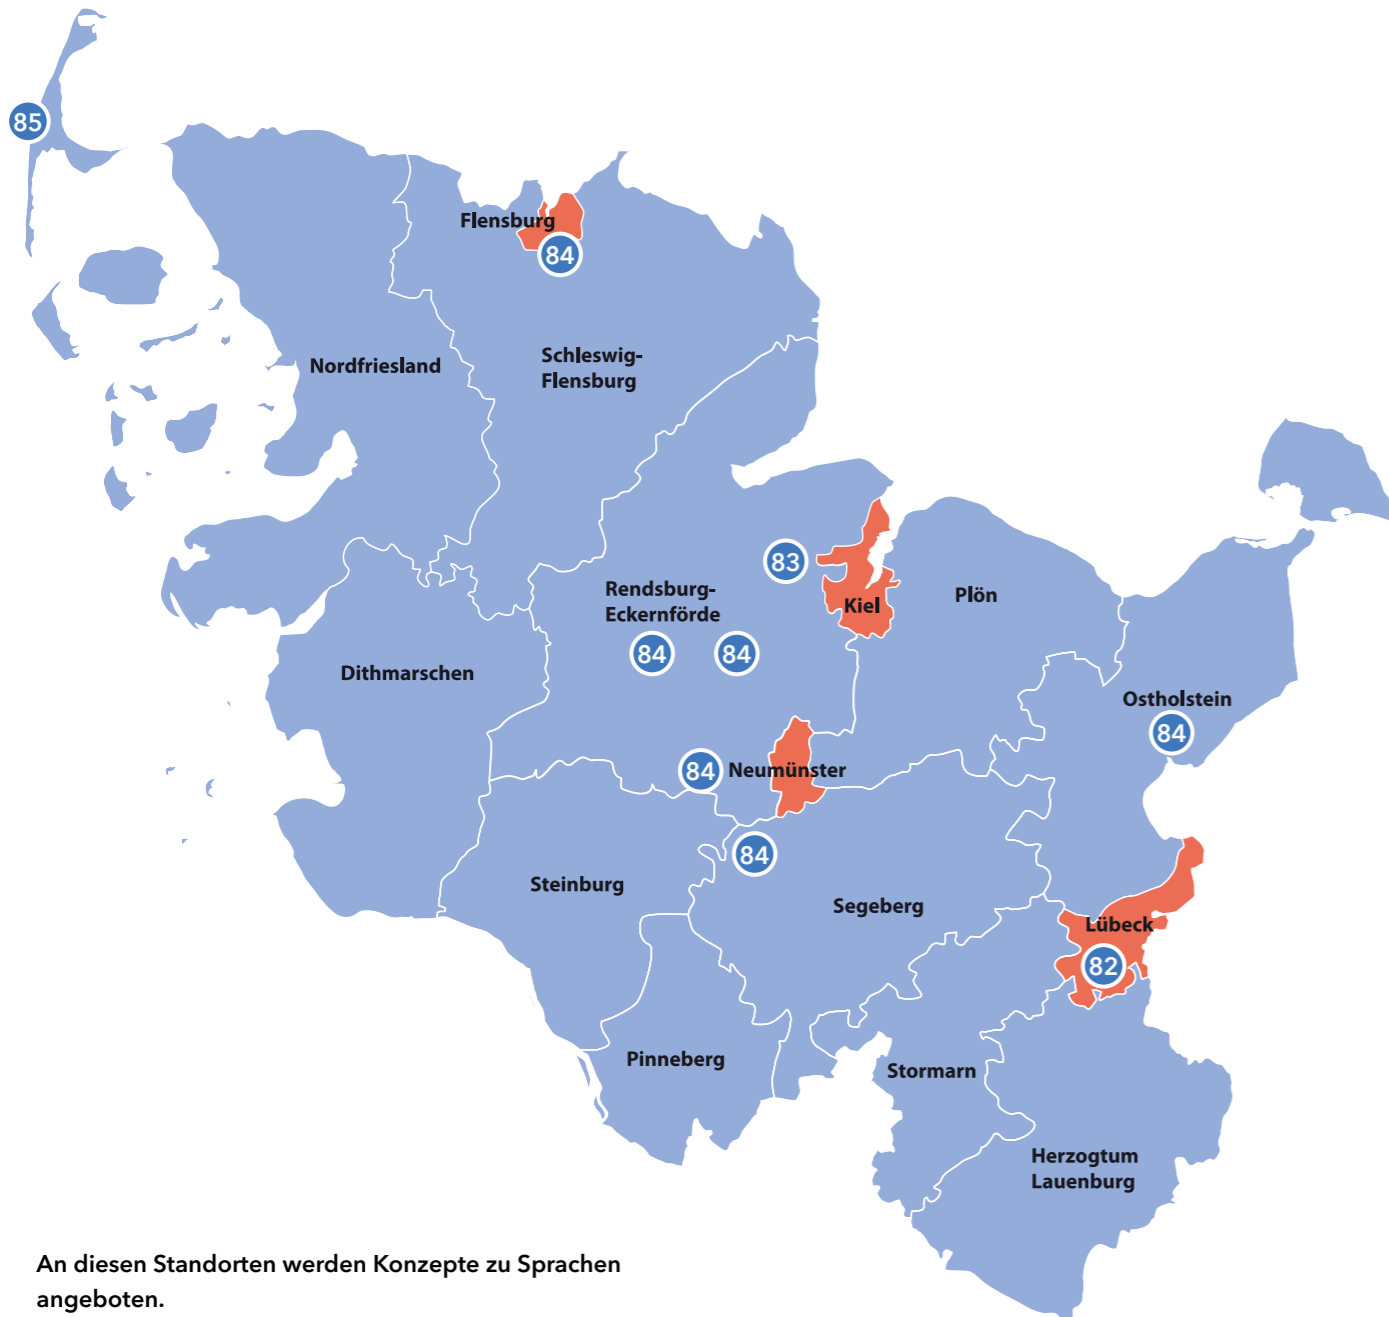 85
Flensburg
84
Nordfriesland
Schleswig-
Flensburg
83
Rendsburg-
Eckernförde
Kiel
Plön
84
84
Dithmarschen
Ostholstein
84
84
Neumünster
84
Steinburg
Segeberg
Lübeck
82
Pinneberg
Stormarn
Herzogtum
Lauenburg
An diesen Standorten werden Konzepte zu Sprachen
angeboten.